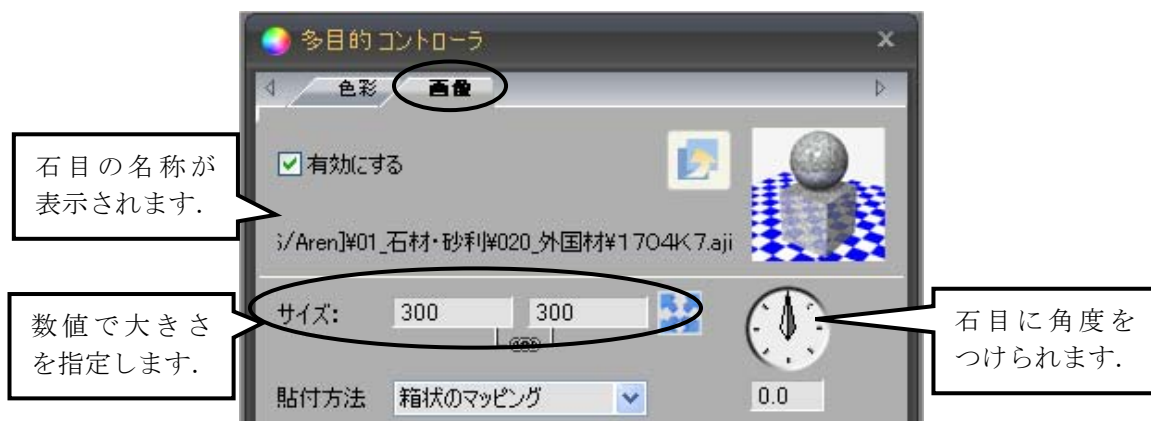 多目的コントローラ
色彩 画像
石目の名称が
表示されます.
有効にする
;/Aren]¥01_石材・砂利¥020_外国材¥1704K7.aji
数値で大きさ
を指定します.
サイズ: 300 300
石目に角度を
つけられます.
貼付方法 箱状のマッピング 0.0